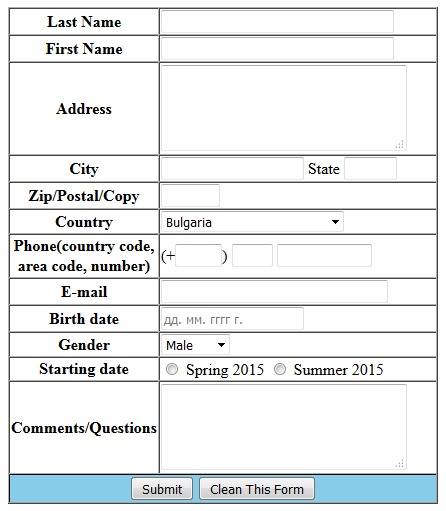 Last Name
First Name
Address
City State
Zip/Postal/Copy
Country Bulgaria
Phone(country code,
area code, number) (+ )
E-mail
Birth date дд. мм. гггг г.
Gender Male
Starting date Spring 2015 Summer 2015
Comments/Questions
Submit Clean This Form